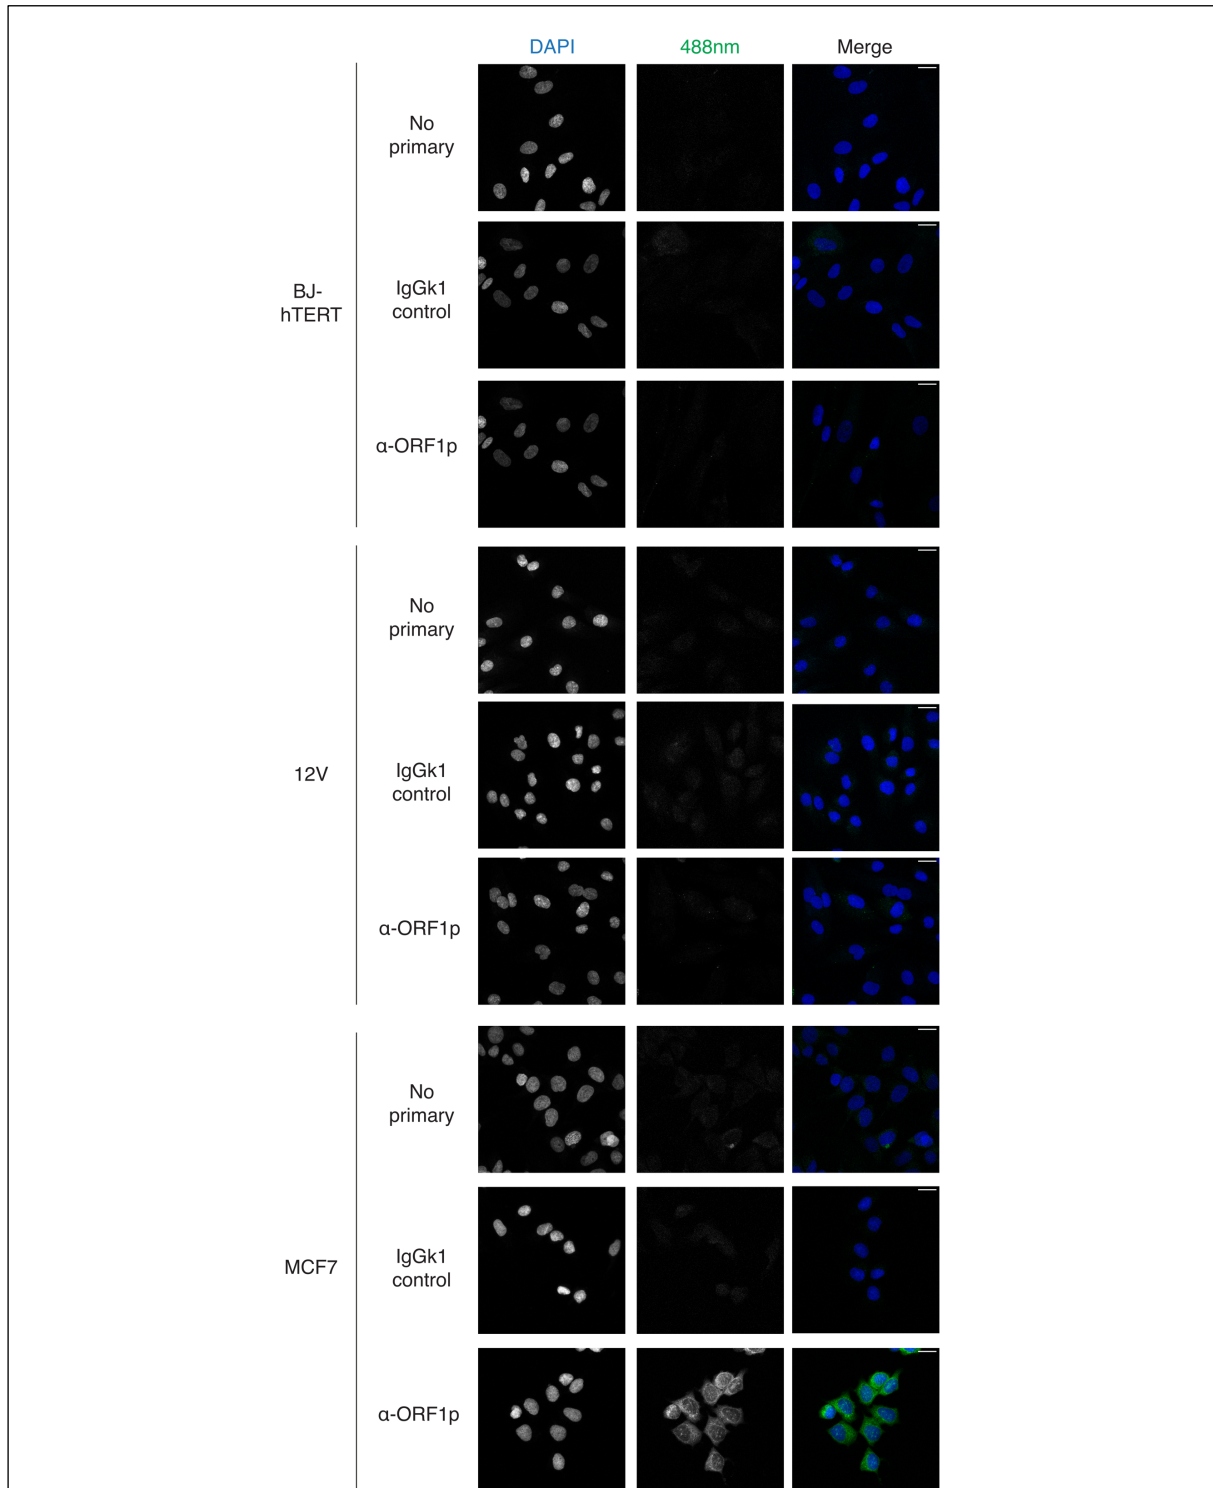 DAPI 488nm Merge
No
primary
BJ-
hTERT
IgGk1
control
α-ORF1p
No
primary
12V
IgGk1
control
α-ORF1p
No
primary
MCF7
IgGk1
control
α-ORF1p